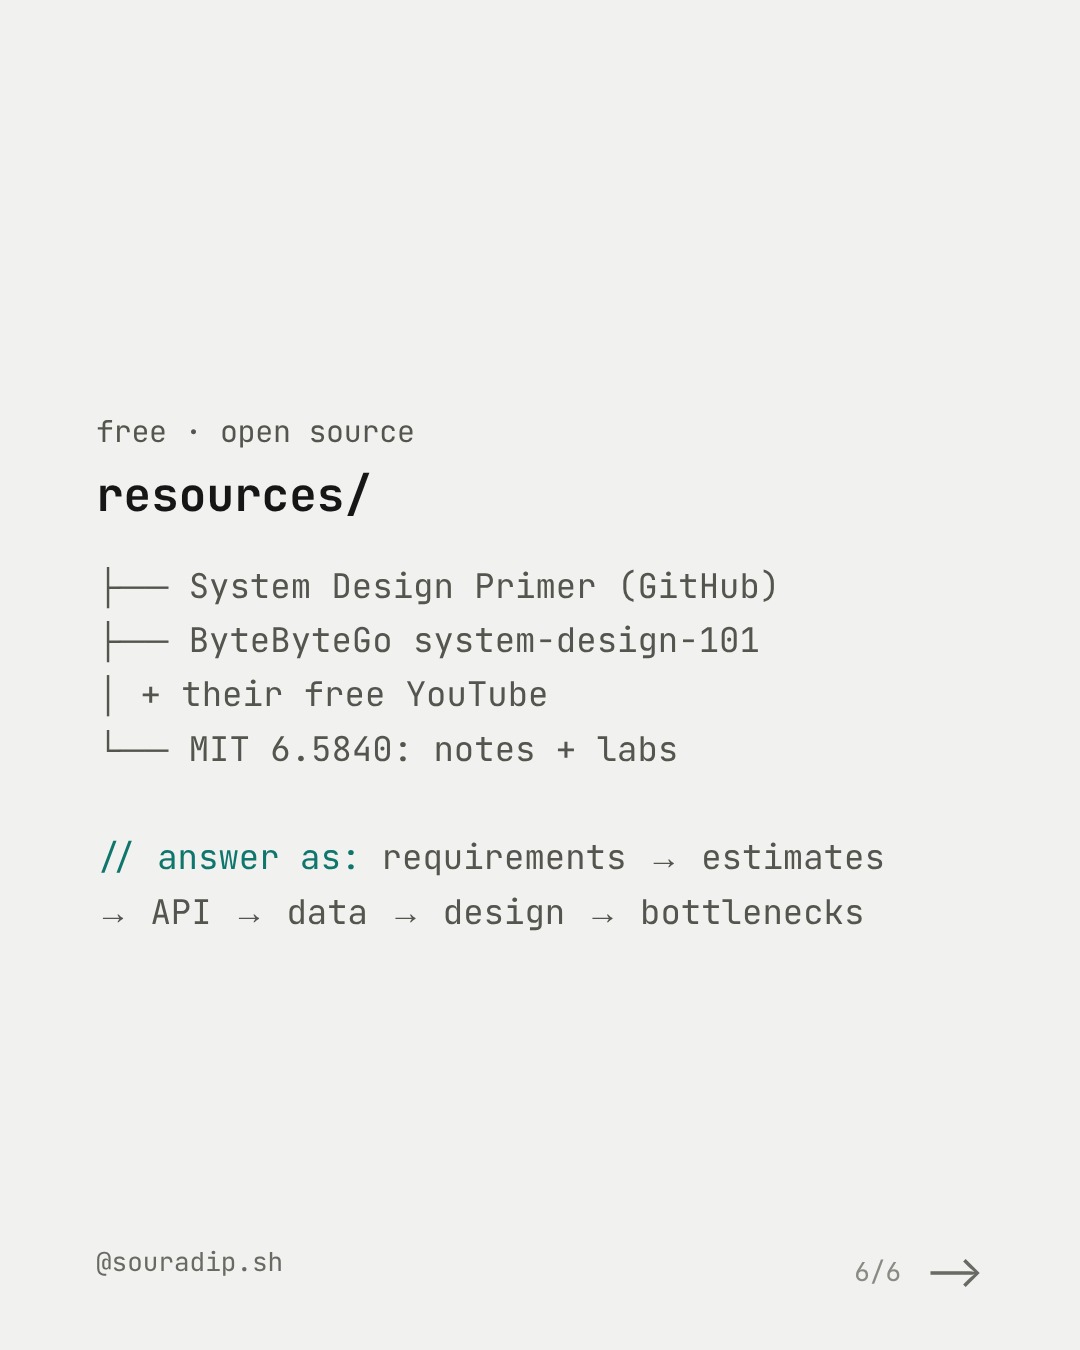 free · open source
resources/
├── System Design Primer (GitHub)
├── ByteByteGo system-design-101
│ + their free YouTube
└── MIT 6.5840: notes + labs
// answer as: requirements → estimates
→ API → data → design → bottlenecks
@souradip.sh
6/6 →